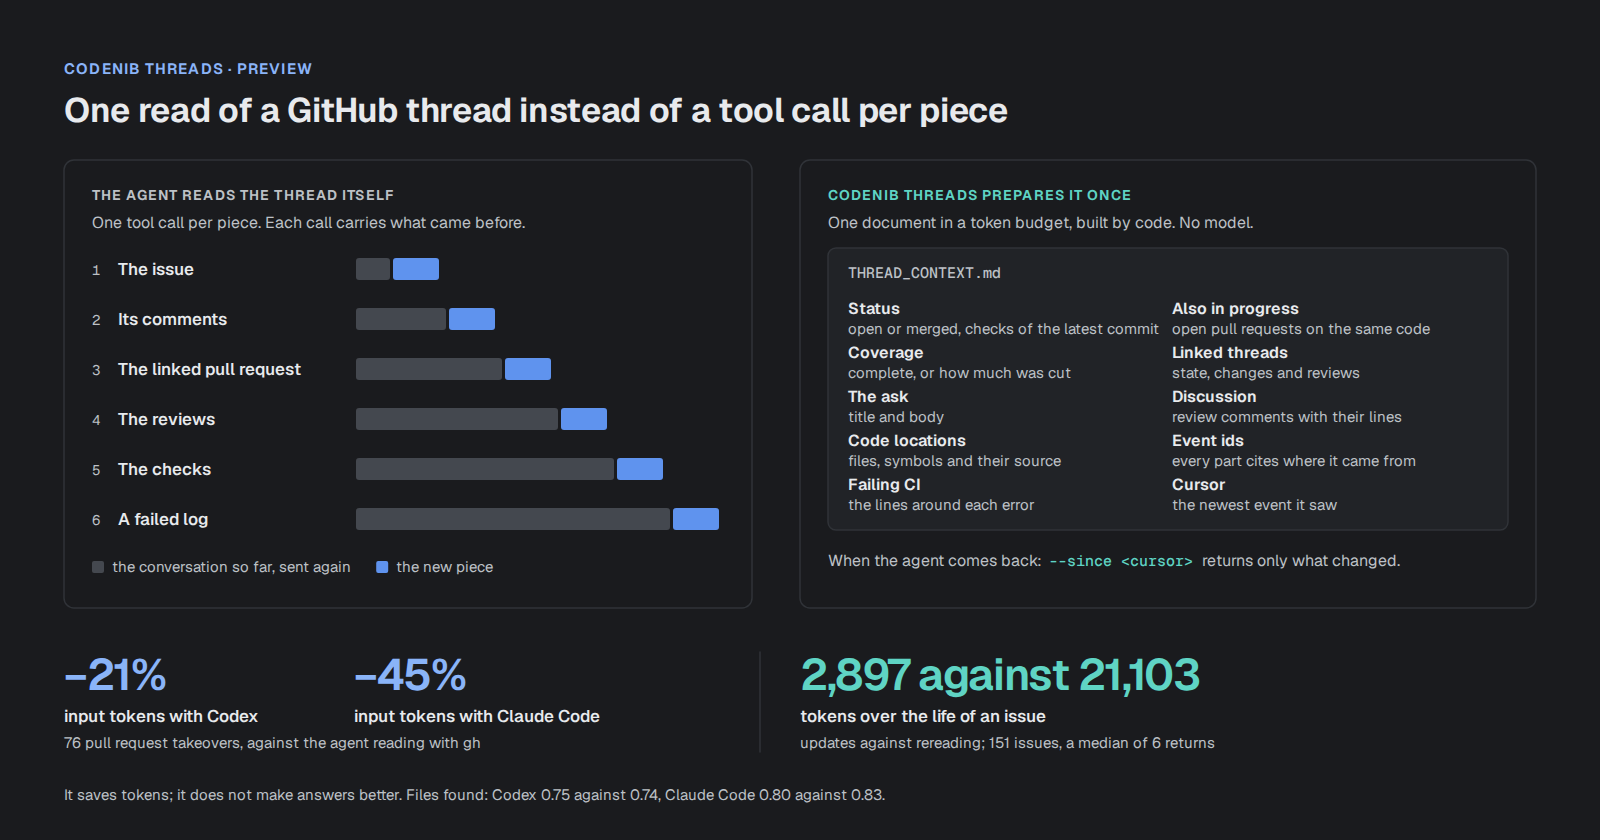 CODENIB THREADS · PREVIEW
One read of a GitHub thread instead of a tool call per piece
THE AGENT READS THE THREAD ITSELF
One tool call per piece. Each call carries what came before.
1 The issue
2 Its comments
3 The linked pull request
4 The reviews
5 The checks
6 A failed log
the conversation so far, sent again
the new piece
CODENIB THREADS PREPARES IT ONCE
One document in a token budget, built by code. No model.
THREAD_CONTEXT.md
Status
open or merged, checks of the latest commit
Coverage
complete, or how much was cut
The ask
title and body
Code locations
files, symbols and their source
Failing CI
the lines around each error
Also in progress
open pull requests on the same code
Linked threads
state, changes and reviews
Discussion
review comments with their lines
Event ids
every part cites where it came from
Cursor
the newest event it saw
When the agent comes back: --since <cursor> returns only what changed.
−21%
input tokens with Codex
−45%
input tokens with Claude Code
76 pull request takeovers, against the agent reading with gh
2,897 against 21,103
tokens over the life of an issue
updates against rereading; 151 issues, a median of 6 returns
It saves tokens; it does not make answers better. Files found: Codex 0.75 against 0.74, Claude Code 0.80 against 0.83.